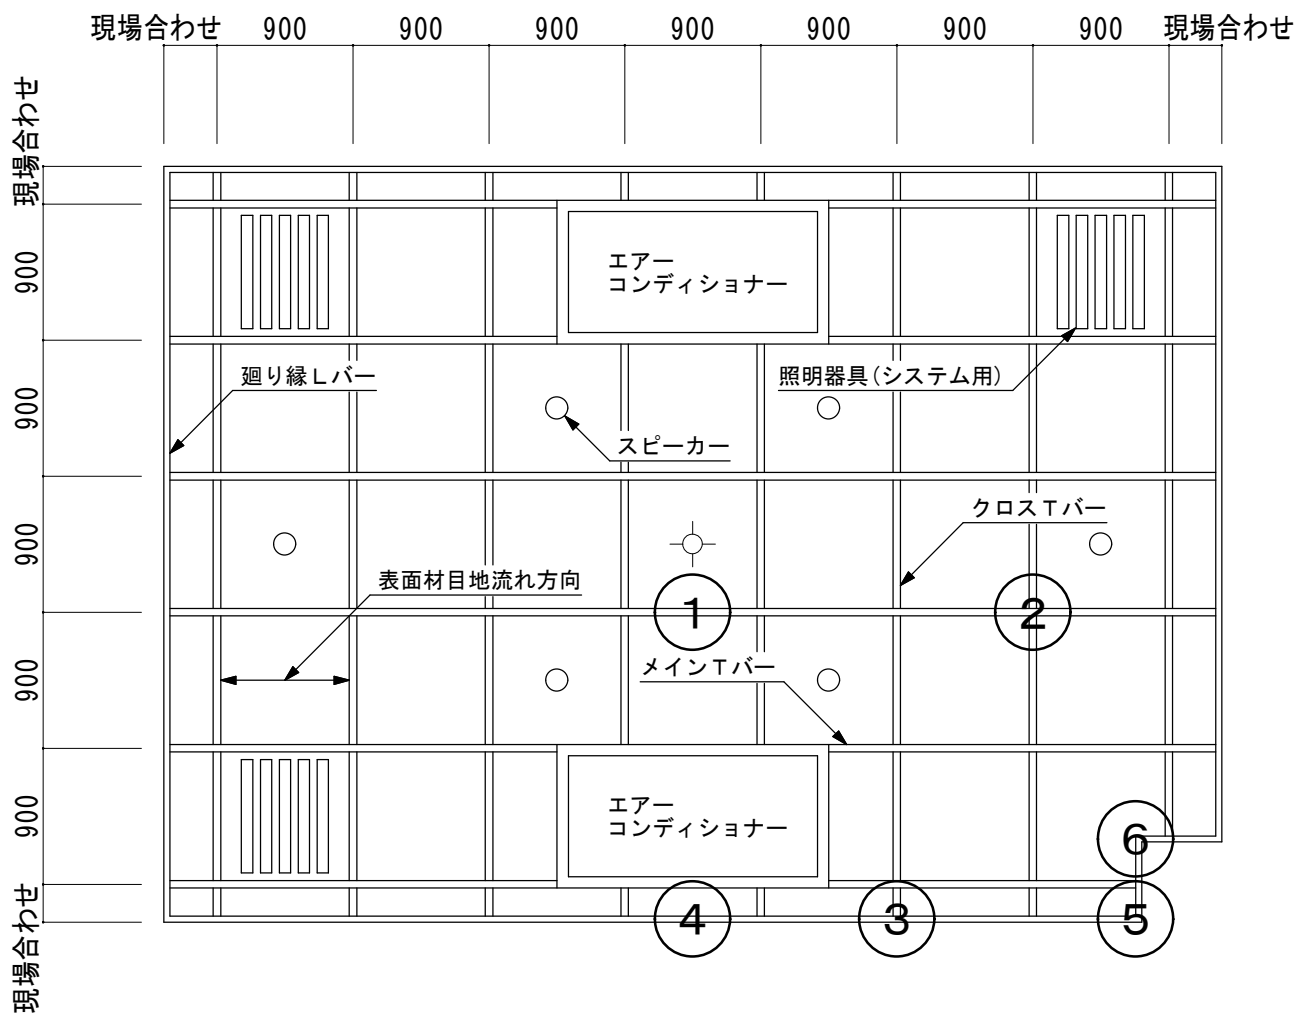 現場合わせ 900 900 900 900 900 900 900 現場合わせ
現場合わせ
900
900
900
900
900
現場合わせ
エアー
コンディショナー
廻り縁Lバー
照明器具(システム用)
スピーカー
クロスTバー
表面材目地流れ方向
①
②
メインTバー
エアー
コンディショナー
⑥
④
③
⑤